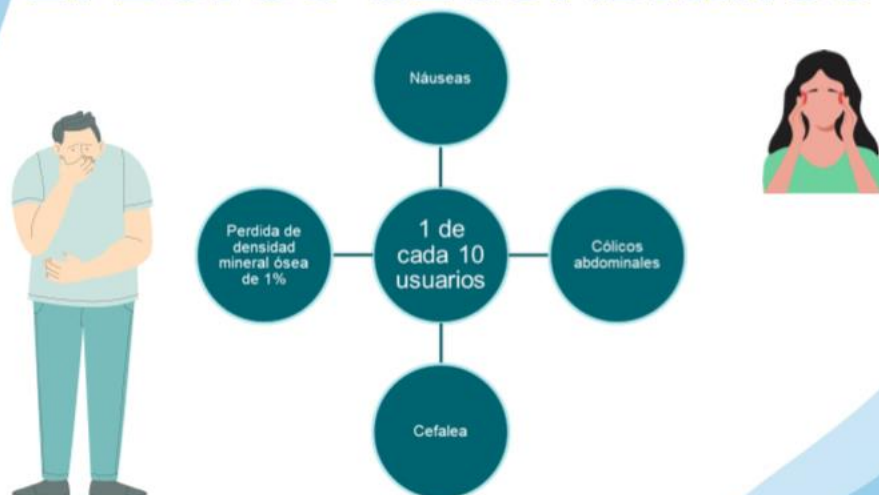 Náuseas
Perdida de
densidad
mineral ósea
de 1%
1 de
cada 10
usuarios
Cólicos
abdominales
Cefalea